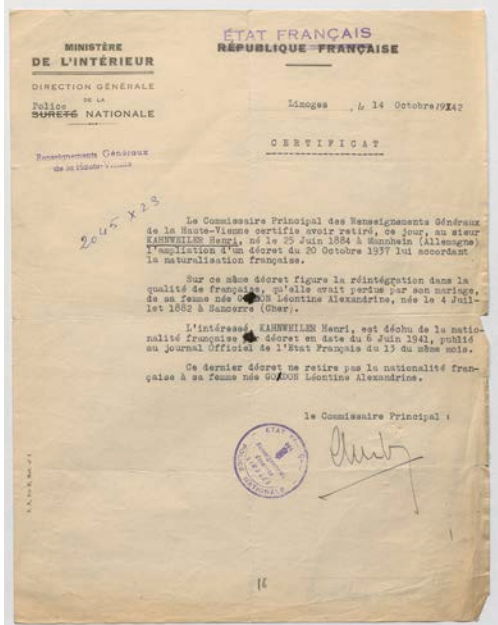 ÉTAT FRANÇAIS
RÉPUBLIQUE FRANÇAISE
MINISTÈRE
DE L'INTÉRIEUR
DIRECTION GÉNÉRALE
DE LA
Police
SURETÉ NATIONALE
Limoges , le 14 Octobre 1942
CERTIFICAT
Renseignements Généraux
de la Haute-Vienne
2045 x 23
Le Commissaire Principal des Renseignements Généraux
de la Haute-Vienne certifie avoir retiré, ce jour, au sieur
KAHNWEILER Henri, né le 25 Juin 1884 à Mannheim (Allemagne)
l'ampliation d'un décret du 20 Octobre 1937 lui accordant
la naturalisation française.
Sur ce même décret figure la réintégration dans la
qualité de française, qu'elle avait perdus par son mariage,
de sa femme née GODON Léontine Alexandrine, née le 4 Juil-
let 1882 à Sancerre (Cher).
L'intéressé, KAHNWEILER Henri, est déchu de la natio-
nalité française décret en date du 6 Juin 1941, publié
au journal Officiel de l'Etat Français du 13 du même mois.
Ce dernier décret ne retire pas la nationalité fran-
çaise à sa femme née GODON Léontine Alexandrine.
le Commissaire Principal :
ETAT
POLICE NATIONALE
16